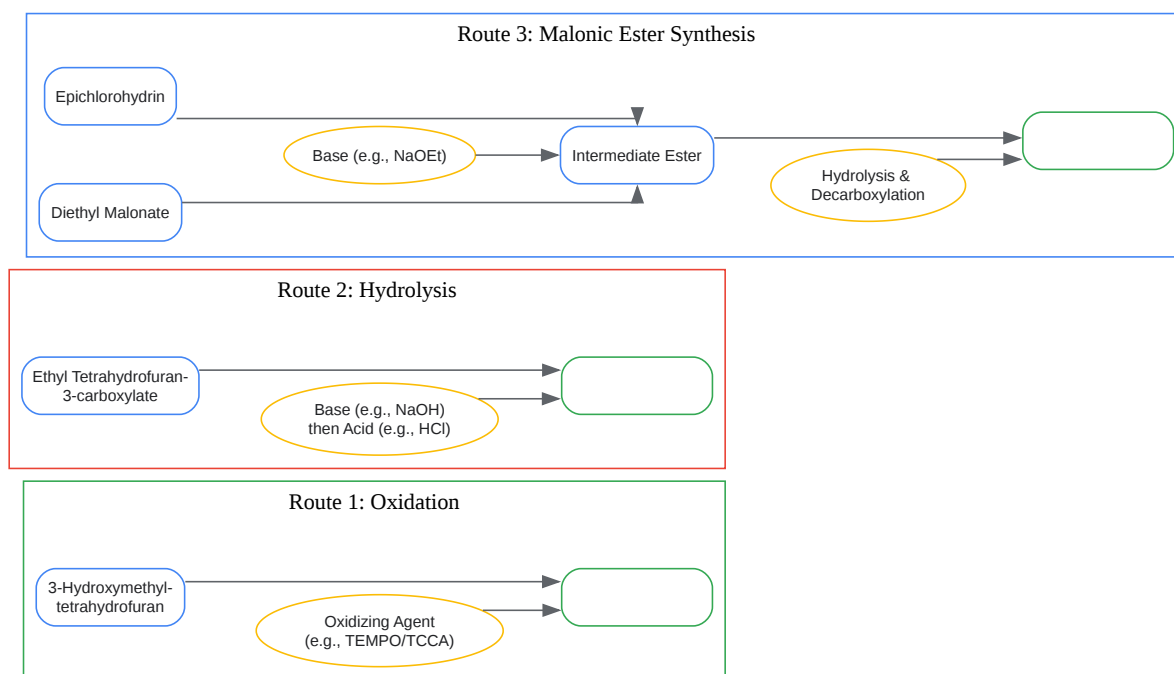 Route 3: Malonic Ester Synthesis
Epichlorohydrin
Base (e.g., NaOEt)
Intermediate Ester
Hydrolysis &
Decarboxylation
Diethyl Malonate
Route 2: Hydrolysis
Ethyl Tetrahydrofuran-
3-carboxylate
Base (e.g., NaOH)
then Acid (e.g., HCl)
Route 1: Oxidation
3-Hydroxymethyl-
tetrahydrofuran
Oxidizing Agent
(e.g., TEMPO/TCCA)